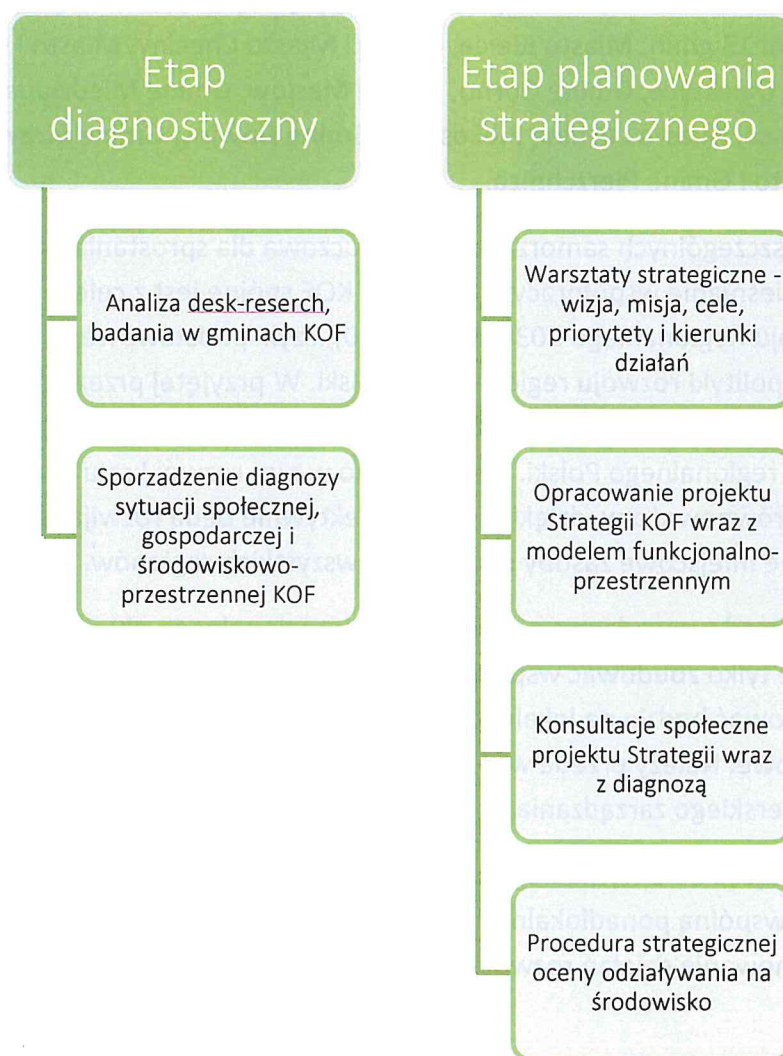 Etap
diagnostyczny
Analiza desk-reserch,
badania w gminach KOF
Sporzadzenie diagnozy
sytuacji społecznej,
gospodarczej i
środowiskowo-
przestrzennej KOF
Etap planowania
strategicznego
Warsztaty strategiczne -
wizja, misja, cele,
priorytety i kierunki
działań
Opracowanie projektu
Strategii KOF wraz z
modelem funkcjonalno-
przestrzennym
Konsultacje społeczne
projektu Strategii wraz
z diagnozą
Procedura strategicznej
oceny odziaływania na
środowisko